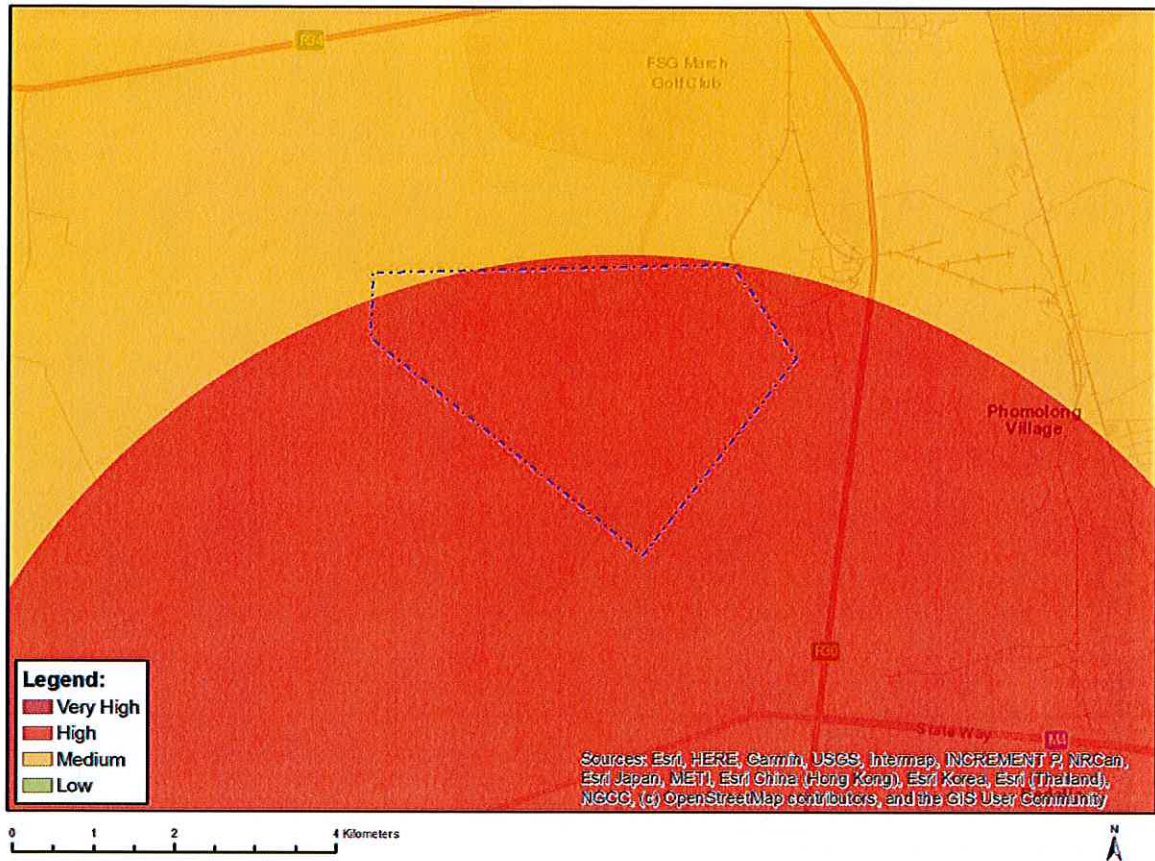 R34
FSG March
Golf Club
Phomolong
Village
R30
State Way
M4
Legend:
Very High
High
Medium
Low
Sources: Esri, HERE, Garmin, USGS, Intermap, INCREMENT P, NRCan,
Esri Japan, METI, Esri China (Hong Kong), Esri Korea, Esri (Thailand),
NGCC, (c) OpenStreetMap contributors, and the GIS User Community
0 1 2 4 Kilometers
N